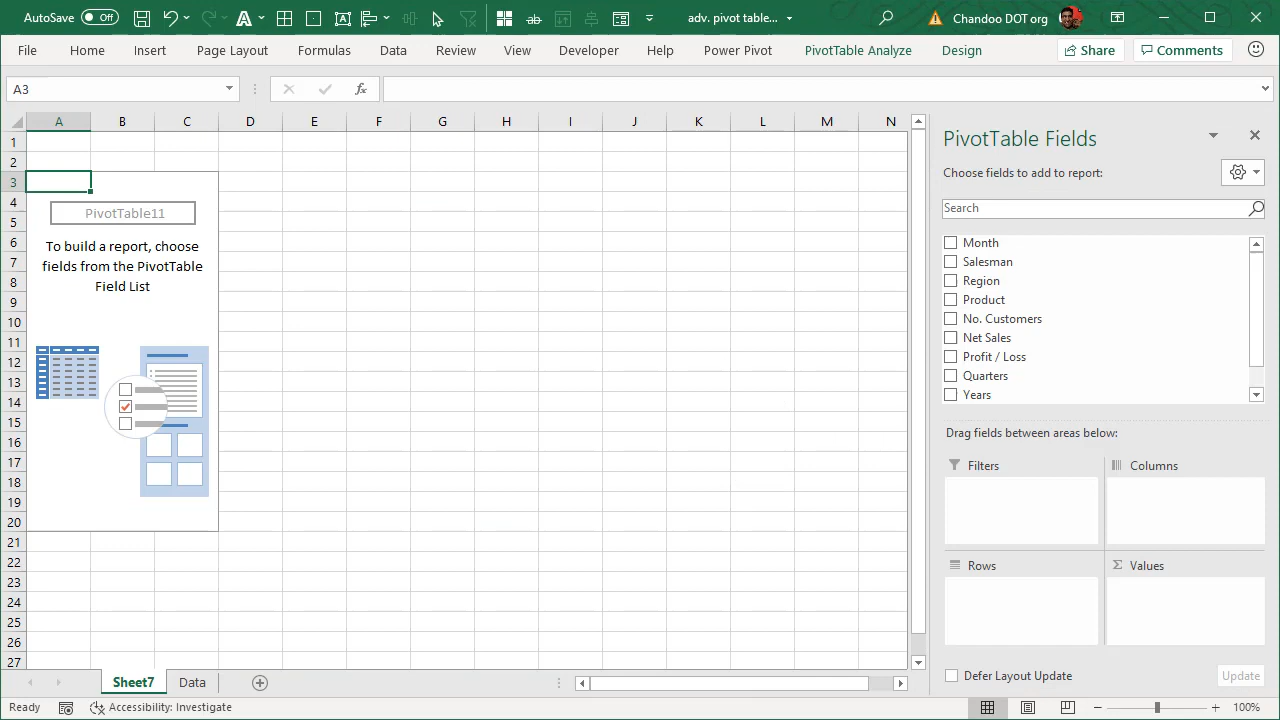 AutoSave Off
adv. pivot table...
Chandoo DOT org
File Home Insert Page Layout Formulas Data Review View Developer Help Power Pivot PivotTable Analyze Design Share Comments
A3
fx
A B C D E F G H I J K L M N
1
2
3
4
5
6
7
8
9
10
11
12
13
14
15
16
17
18
19
20
21
22
23
24
25
26
27
PivotTable11
To build a report, choose
fields from the PivotTable
Field List
PivotTable Fields
Choose fields to add to report:
Search
Month
Salesman
Region
Product
No. Customers
Net Sales
Profit / Loss
Quarters
Years
Drag fields between areas below:
Filters
Columns
Rows
Σ Values
Defer Layout Update
Update
Sheet7 Data
Ready
Accessibility: Investigate
100%